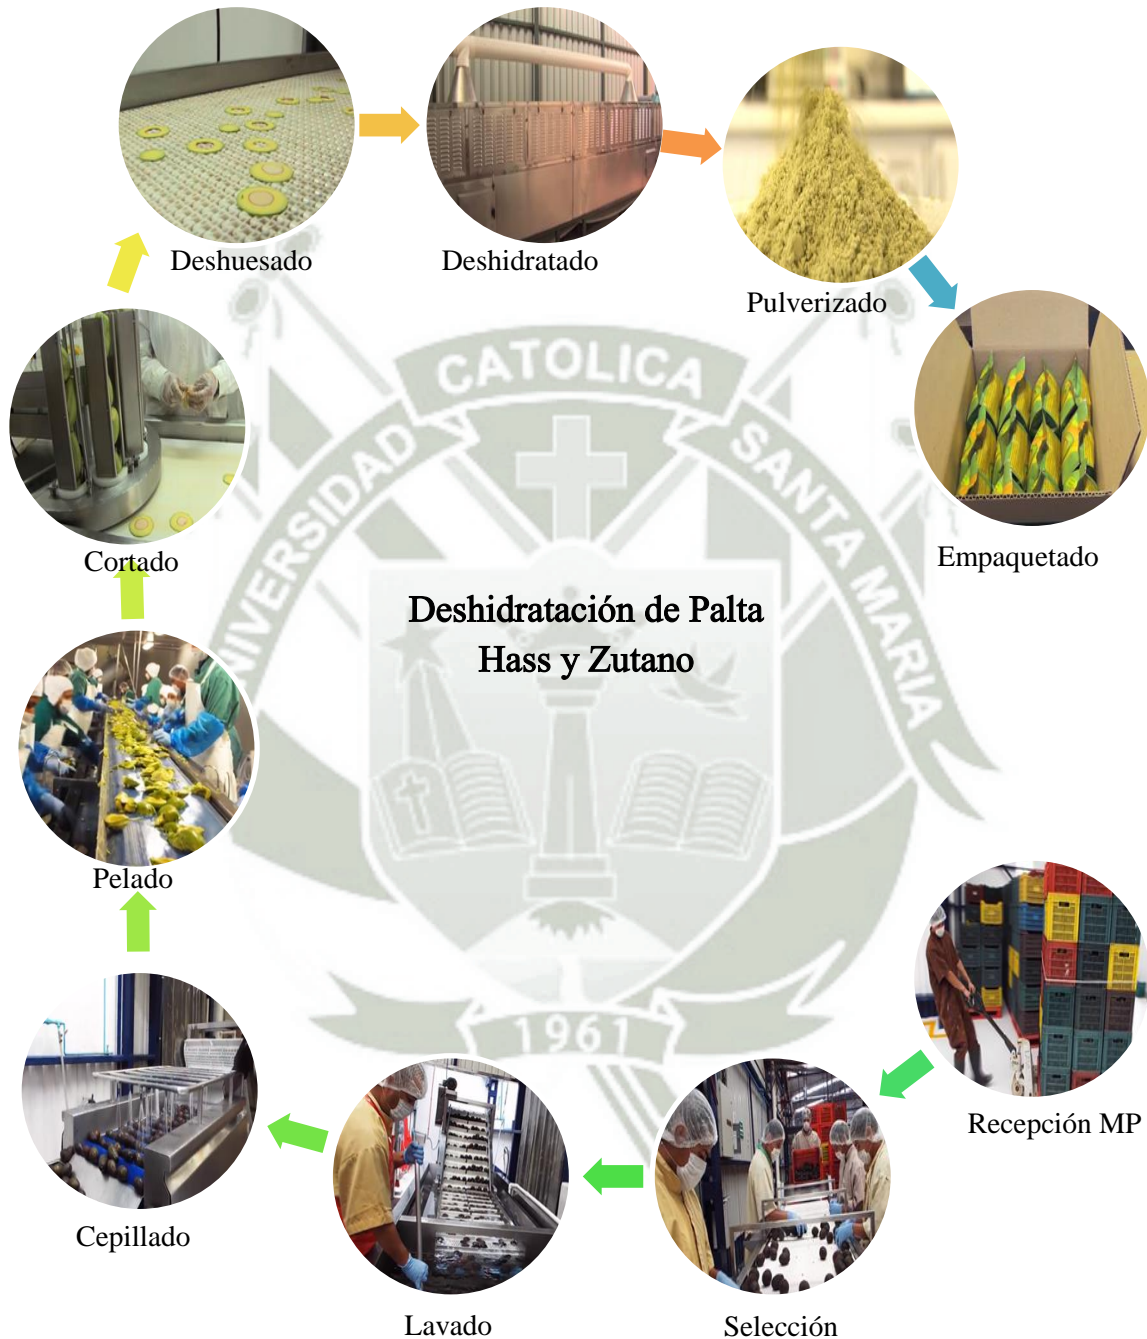 Deshuesado
Deshidratado
Pulverizado
CATOLICA
UNIVERSIDAD
SANTA MARIA
Cortado
Empaquetado
Deshidratación de Palta
Hass y Zutano
Pelado
1961
Recepción MP
Cepillado
Lavado
Selección